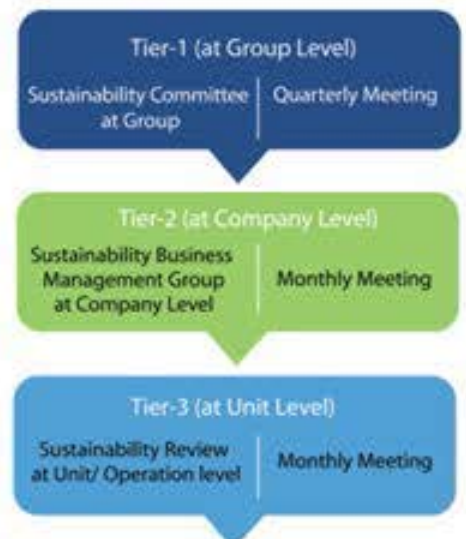 Tier-1 (at Group Level)
Sustainability Committee
at Group
Quarterly Meeting
Tier-2 (at Company Level)
Sustainability Business
Management Group
at Company Level
Monthly Meeting
Tier-3 (at Unit Level)
Sustainability Review
at Unit/ Operation level
Monthly Meeting